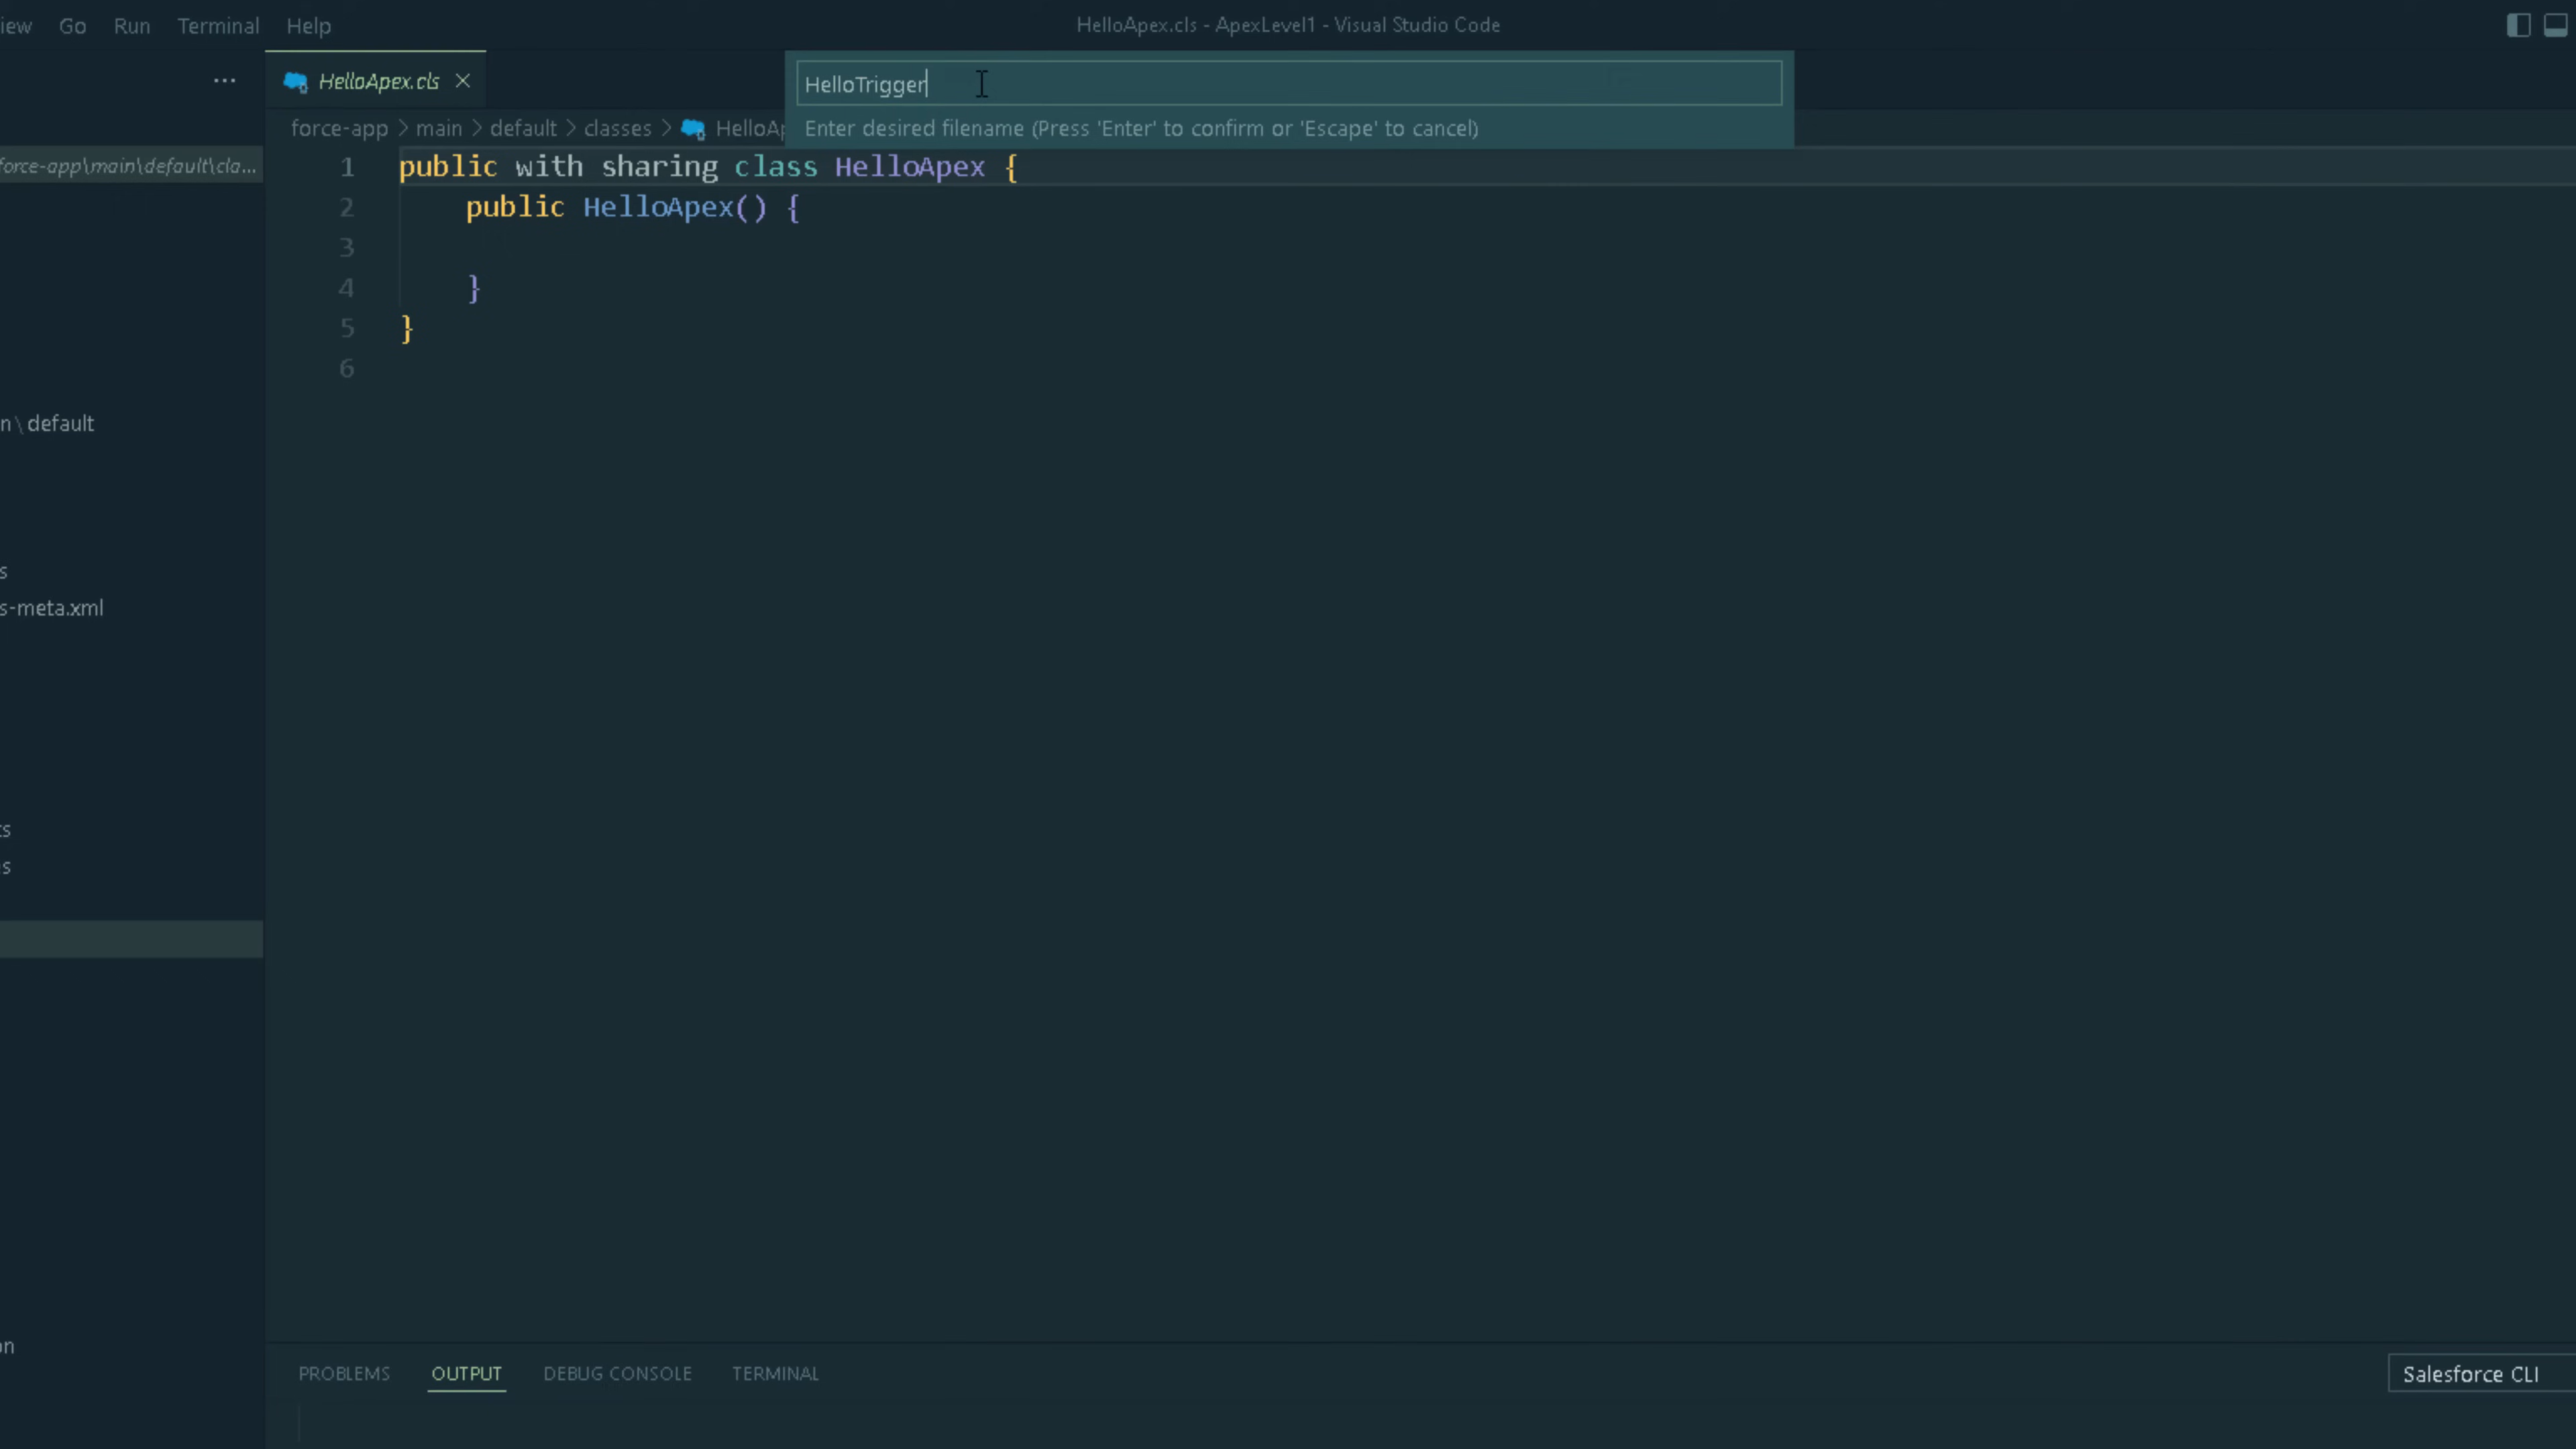 iew Go Run Terminal Help
HelloApex.cls - ApexLevel1 - Visual Studio Code
HelloApex.cls
HelloTrigger
force-app > main > default > classes > HelloAp
Enter desired filename (Press 'Enter' to confirm or 'Escape' to cancel)
force-app\main\default\cla...
1 public with sharing class HelloApex {
2 public HelloApex() {
3
4 }
5 }
6
n\default
s
s-meta.xml
ts
s
on
PROBLEMS OUTPUT DEBUG CONSOLE TERMINAL
Salesforce CLI